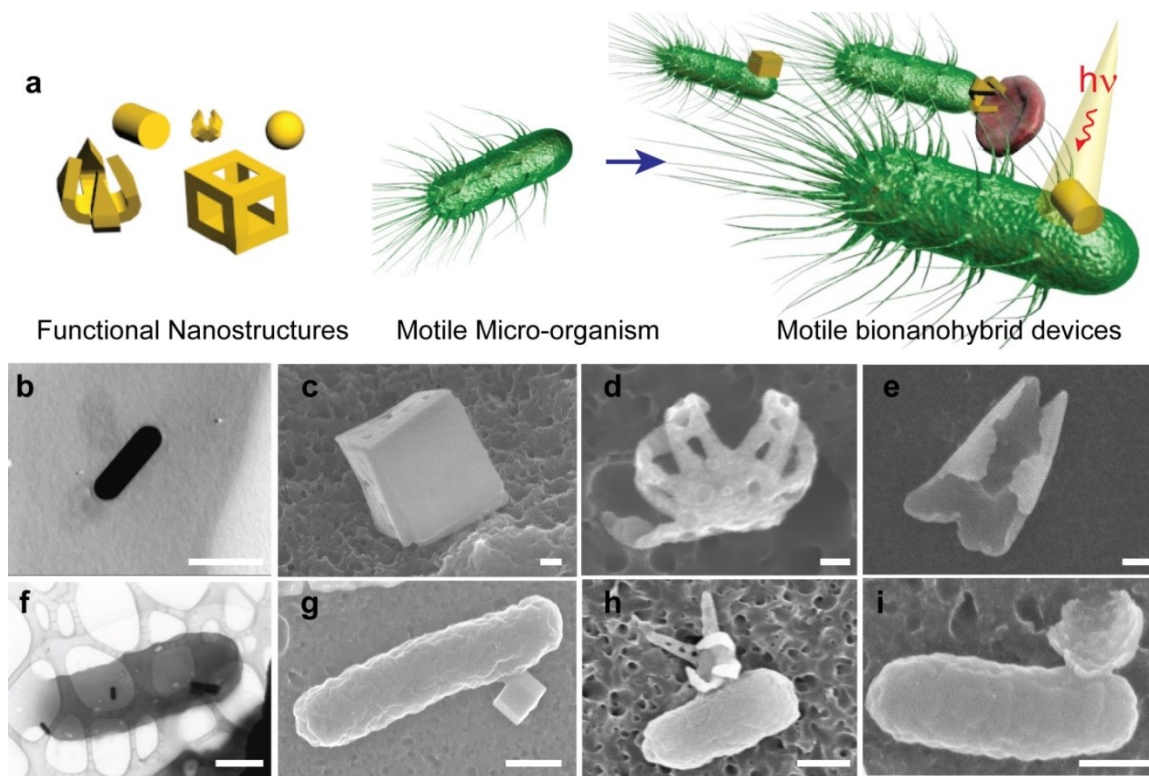 a
hν
Functional Nanostructures
Motile Micro-organism
Motile bionanohybrid devices
b
c
d
e
f
g
h
i